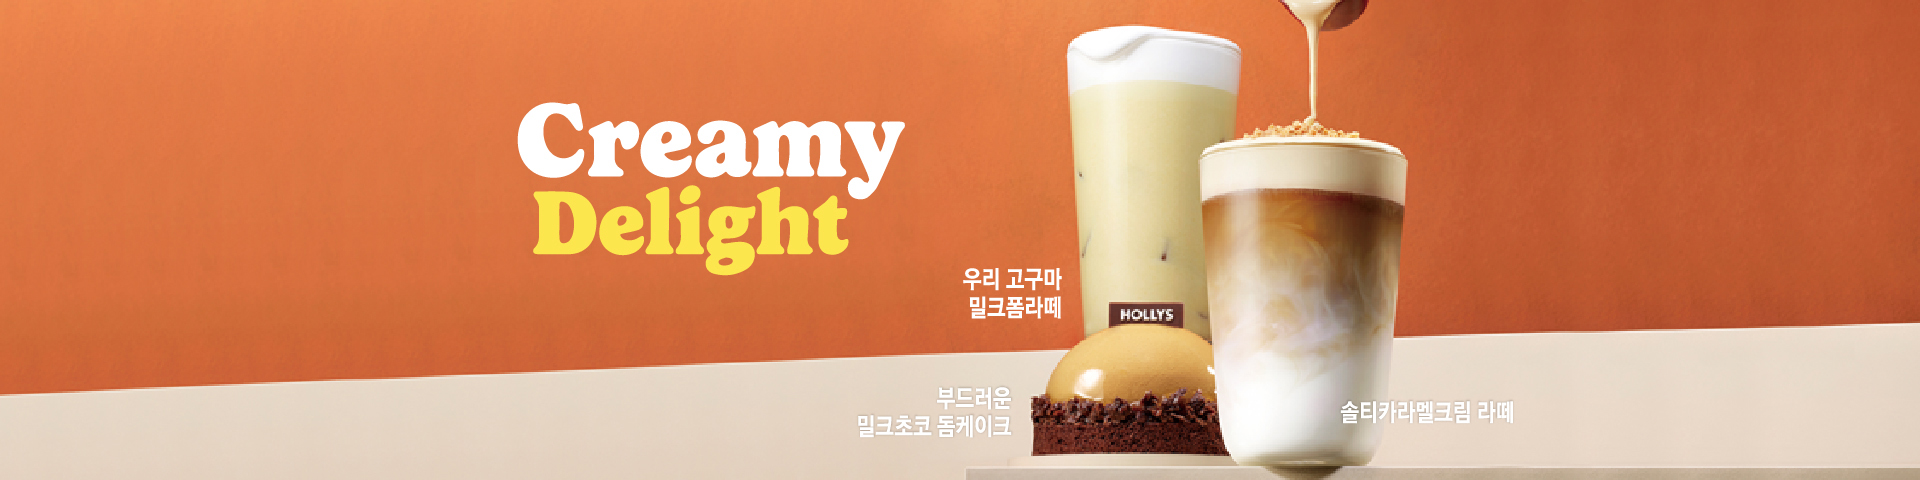 Creamy
Delight
우리 고구마
밀크폼라떼
HOLLYS
부드러운
밀크초코 돔케이크
솔티카라멜크림 라떼